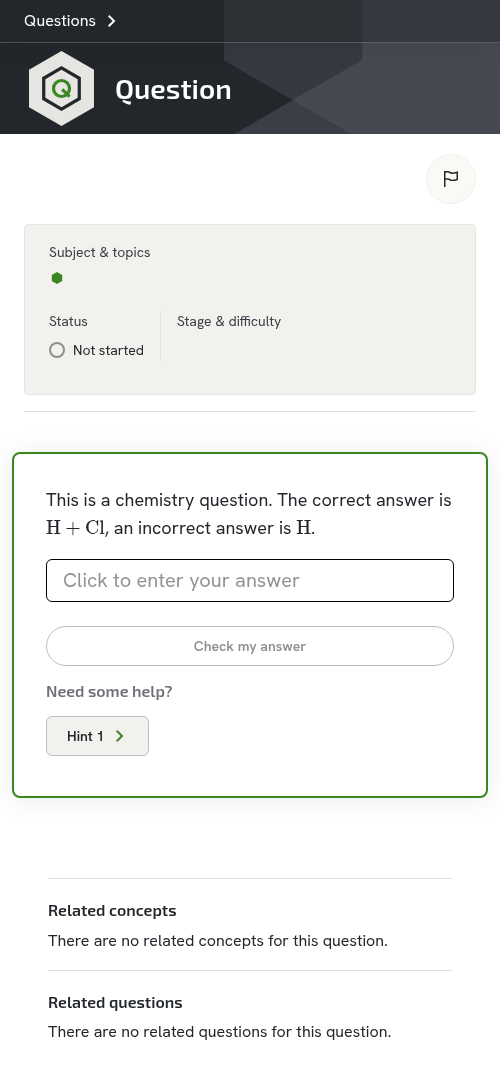 Questions
Question
Subject & topics
Status
Stage & difficulty
Not started
This is a chemistry question. The correct answer is
H + Cl, an incorrect answer is H.
Click to enter your answer
Check my answer
Need some help?
Hint 1
Related concepts
There are no related concepts for this question.
Related questions
There are no related questions for this question.